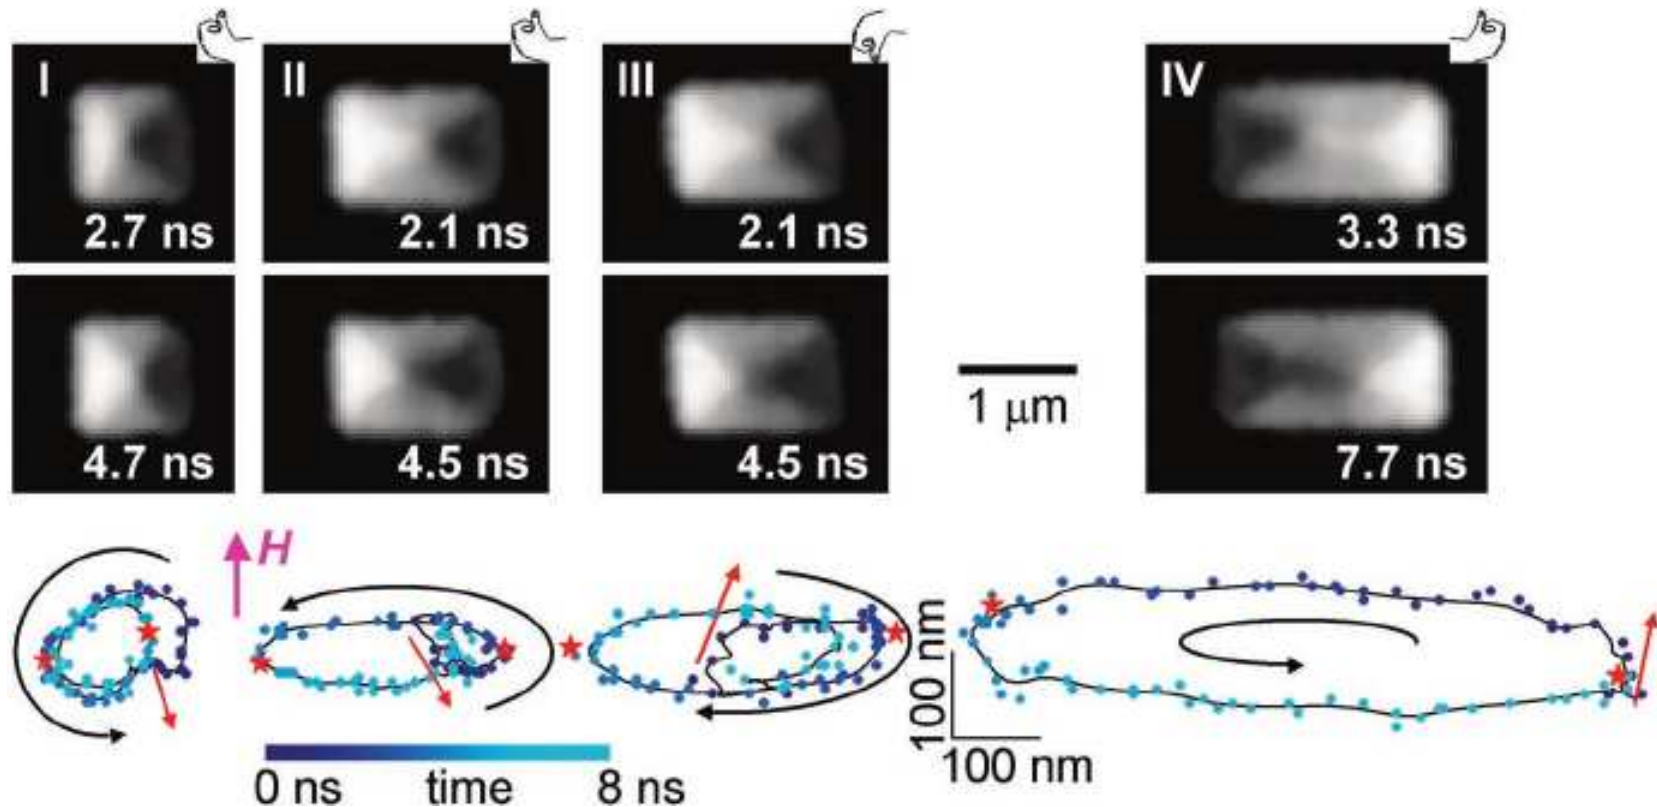 I
II
III
IV
2.7 ns
2.1 ns
2.1 ns
3.3 ns
4.7 ns
4.5 ns
4.5 ns
7.7 ns
1 μm
H
100 nm
100 nm
0 ns time 8 ns